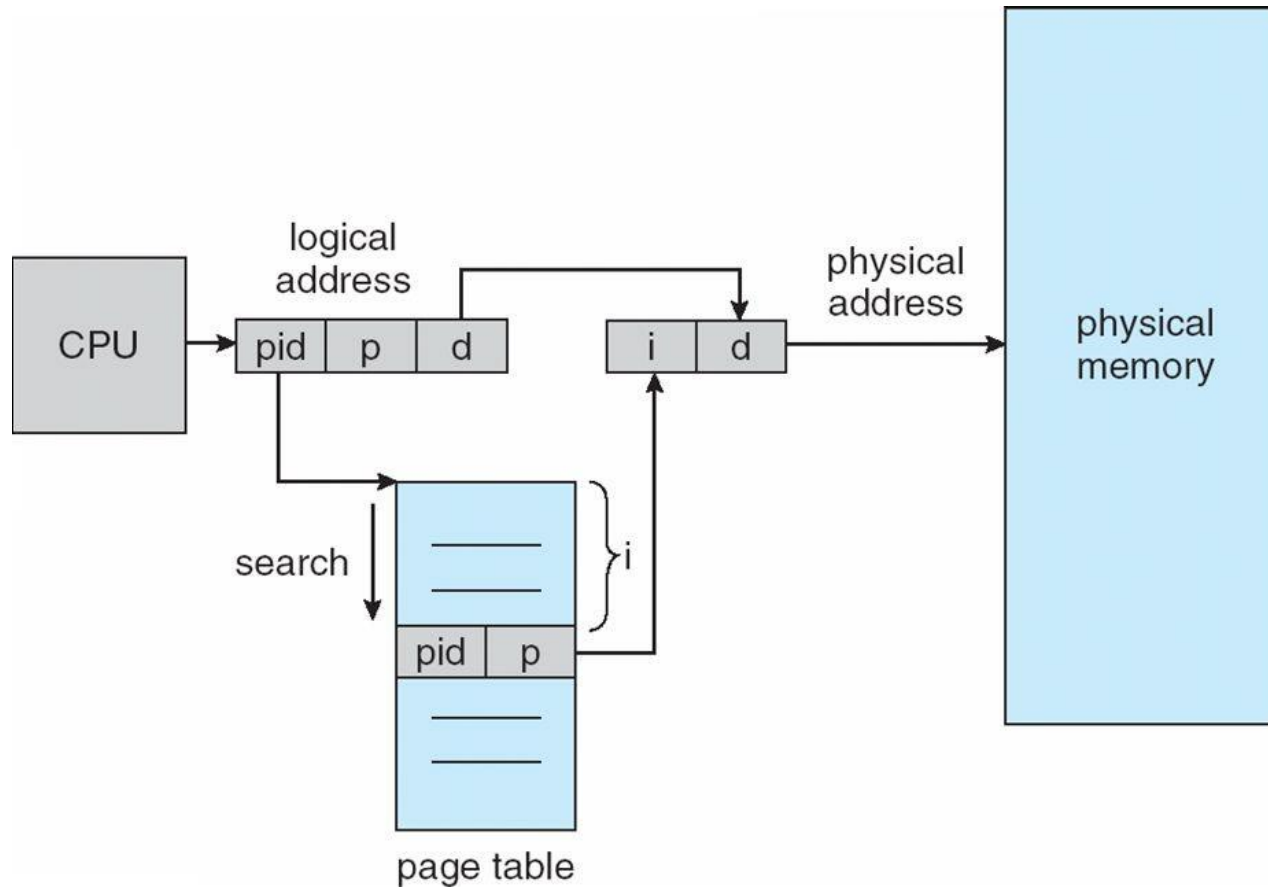 logical
address
physical
address
CPU
pid p d
i d
physical
memory
search
i
pid p
page table